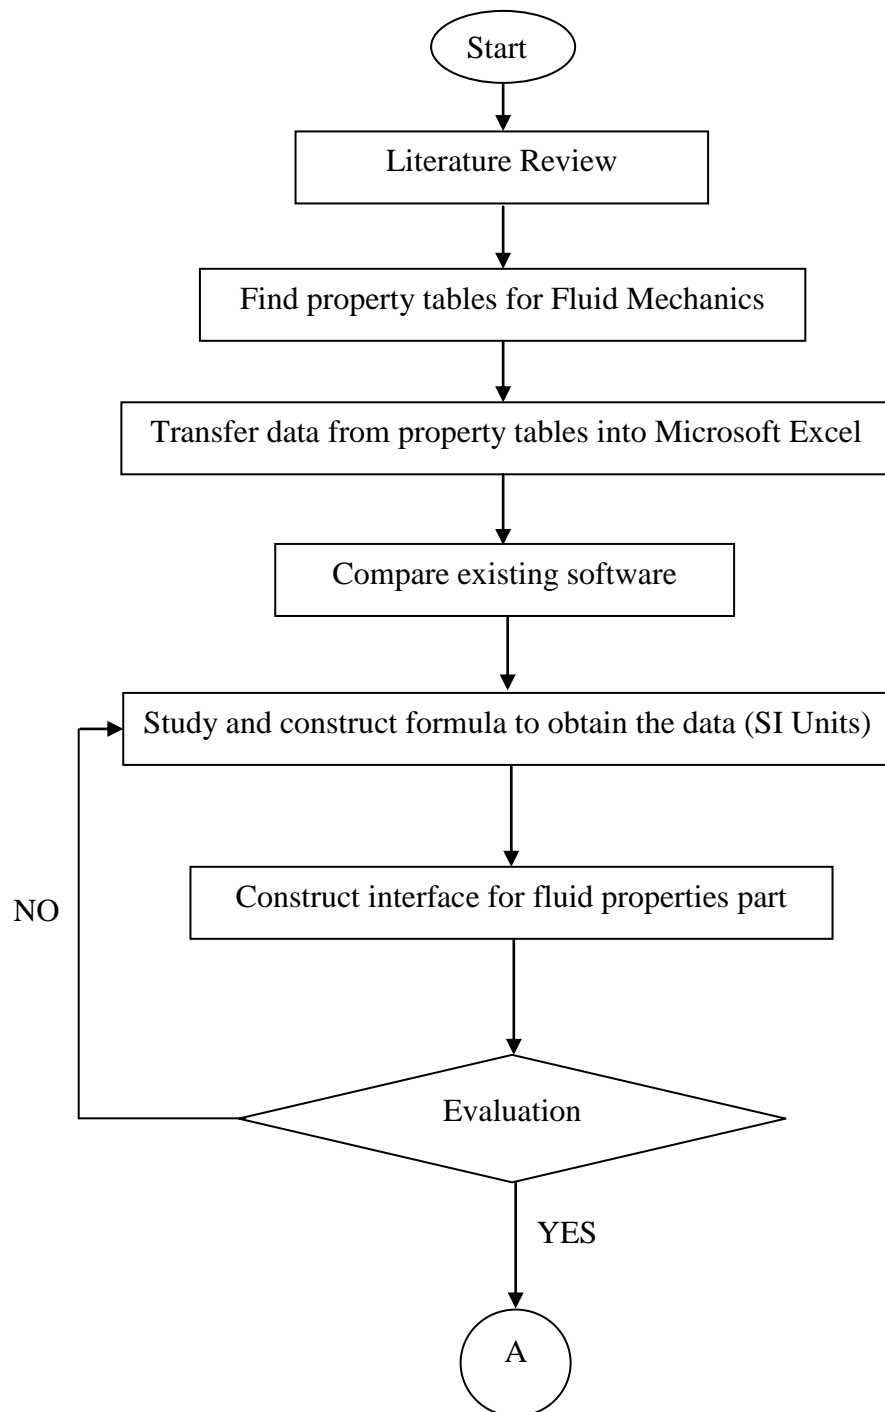 Start
Literature Review
Find property tables for Fluid Mechanics
Transfer data from property tables into Microsoft Excel
Compare existing software
Study and construct formula to obtain the data (SI Units)
Construct interface for fluid properties part
NO
Evaluation
YES
A